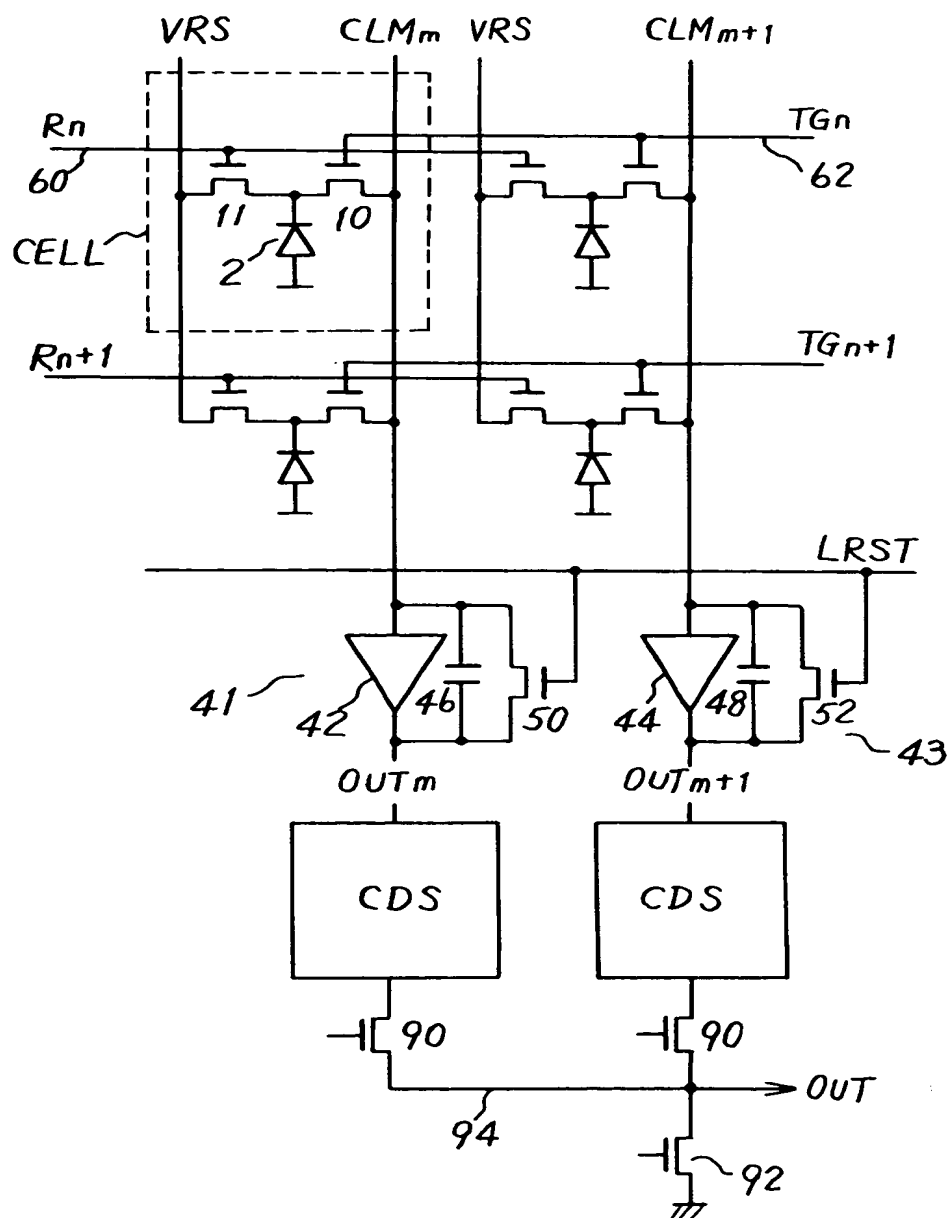 VRS CLMm VRS CLMm+1
Rn TGn
60 62
11 10
CELL 2
Rn+1 TGn+1
LRST
41 42 46 50 44 48 52 43
OUTm OUTm+1
CDS CDS
90 90
OUT
94
92